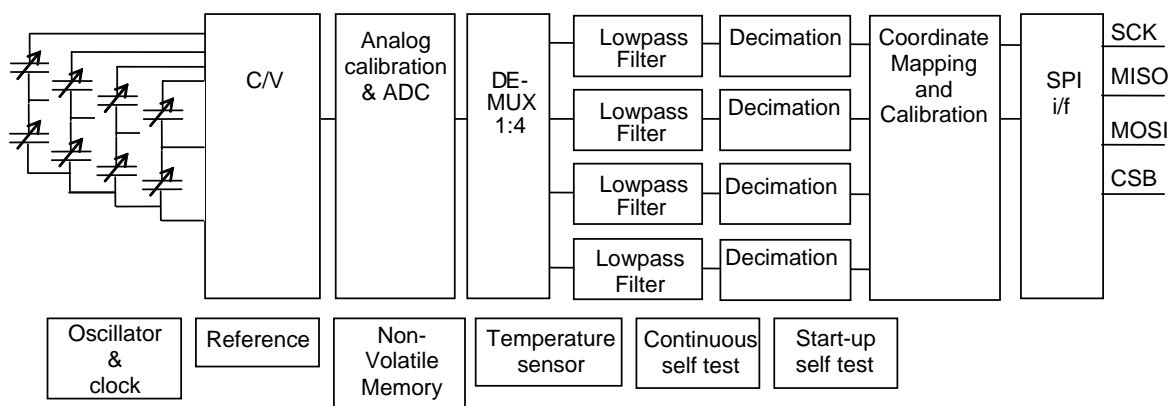 C/V
Analog
calibration
& ADC
DE-
MUX
1:4
Lowpass
Filter
Decimation
Lowpass
Filter
Decimation
Lowpass
Filter
Decimation
Lowpass
Filter
Decimation
Coordinate
Mapping
and
Calibration
SPI
i/f
SCK
MISO
MOSI
CSB
Oscillator
&
clock
Reference
Non-
Volatile
Memory
Temperature
sensor
Continuous
self test
Start-up
self test